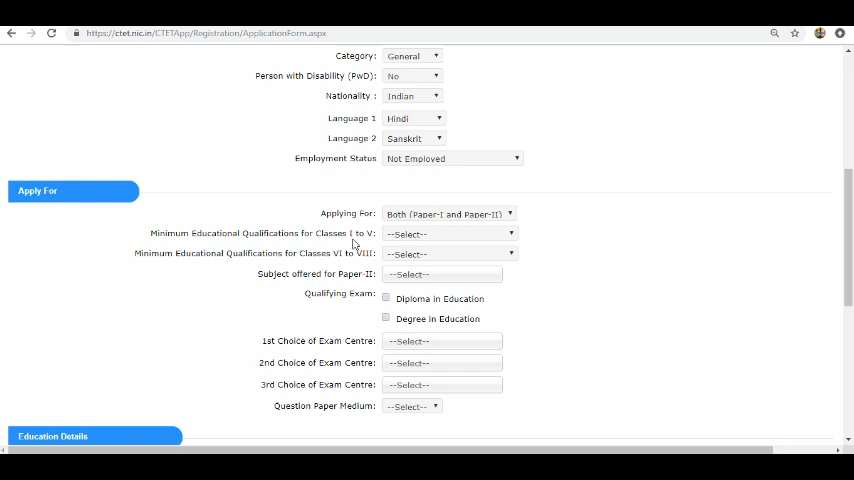 https://ctet.nic.in/CTETApp/Registration/ApplicationForm.aspx
Category: General
Person with Disability (PwD): No
Nationality : Indian
Language 1 Hindi
Language 2 Sanskrit
Employment Status Not Employed
Apply For
Applying For: Both (Paper-I and Paper-II)
Minimum Educational Qualifications for Classes I to V: --Select--
Minimum Educational Qualifications for Classes VI to VIII: --Select--
Subject offered for Paper-II: --Select--
Qualifying Exam: Diploma in Education
Degree in Education
1st Choice of Exam Centre: --Select--
2nd Choice of Exam Centre: --Select--
3rd Choice of Exam Centre: --Select--
Question Paper Medium: --Select--
Education Details